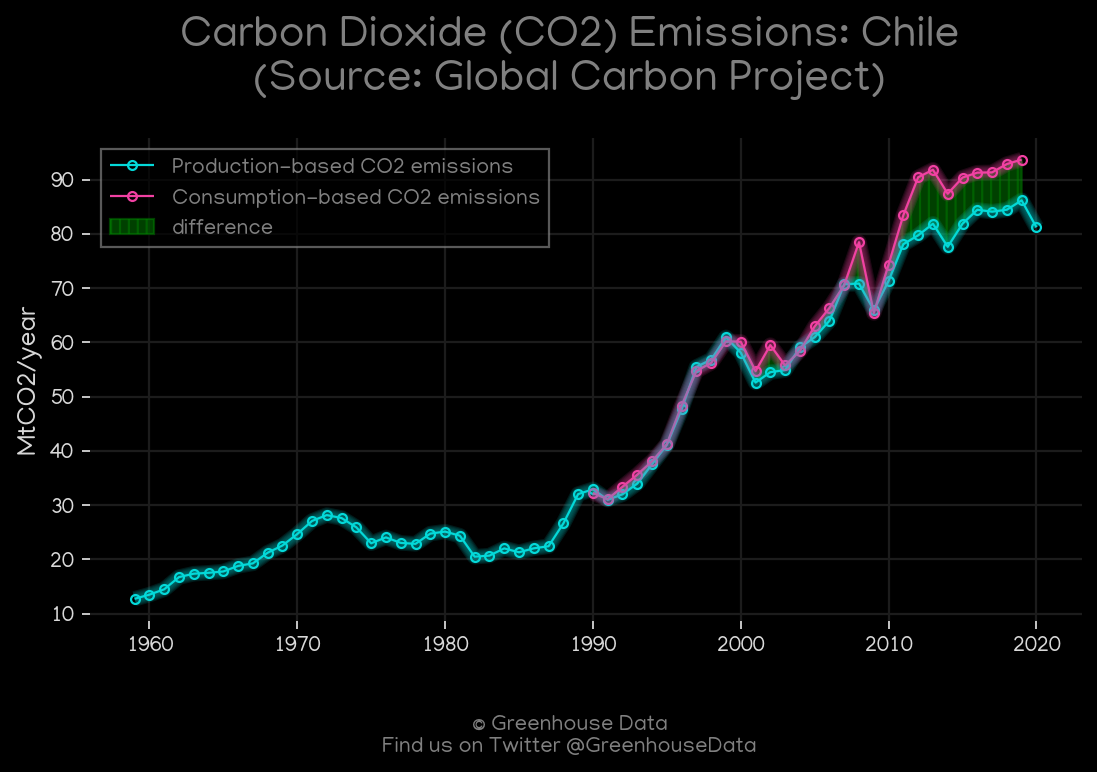 Carbon Dioxide (CO2) Emissions: Chile
(Source: Global Carbon Project)
Production-based CO2 emissions
Consumption-based CO2 emissions
difference
MtCO2/year
90
80
70
60
50
40
30
20
10
1960 1970 1980 1990 2000 2010 2020
© Greenhouse Data
Find us on Twitter @GreenhouseData